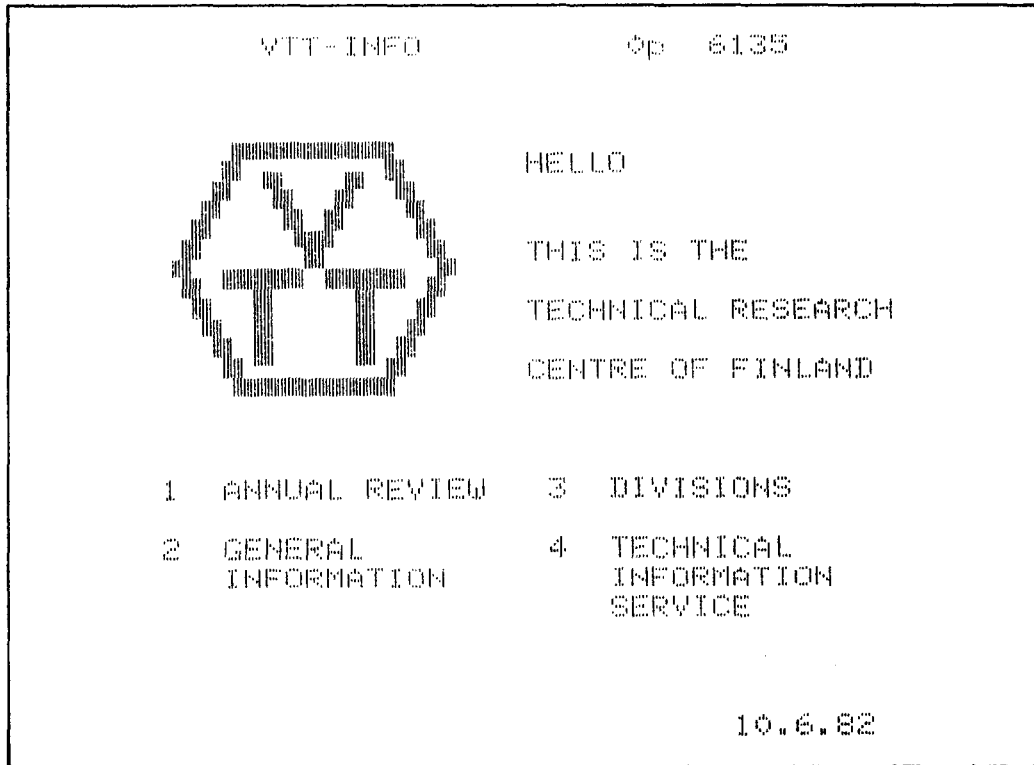 VTT-INFO 0p 6135
VTT
HELLO
THIS IS THE
TECHNICAL RESEARCH
CENTRE OF FINLAND
1 ANNUAL REVIEW 3 DIVISIONS
2 GENERAL INFORMATION
4 TECHNICAL INFORMATION SERVICE
10.6.82